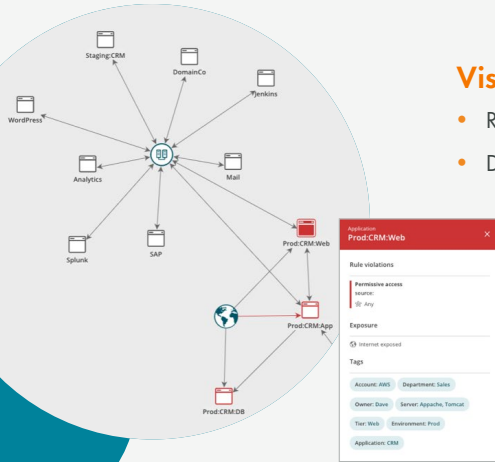 Staging:CRM
DomainCo
Jenkins
WordPress
Analytics
Mail
Splunk
SAP
Prod:CRM:Web
Prod:CRM:App
Prod:CRM:DB
Vis
R
D
Application
Prod:CRM:Web
×
Rule violations
Permissive access
source:
Any
Exposure
Internet exposed
Tags
Account: AWS Department: Sales
Owner: Dave Server: Appache, Tomcat
Tier: Web Environment: Prod
Application: CRM